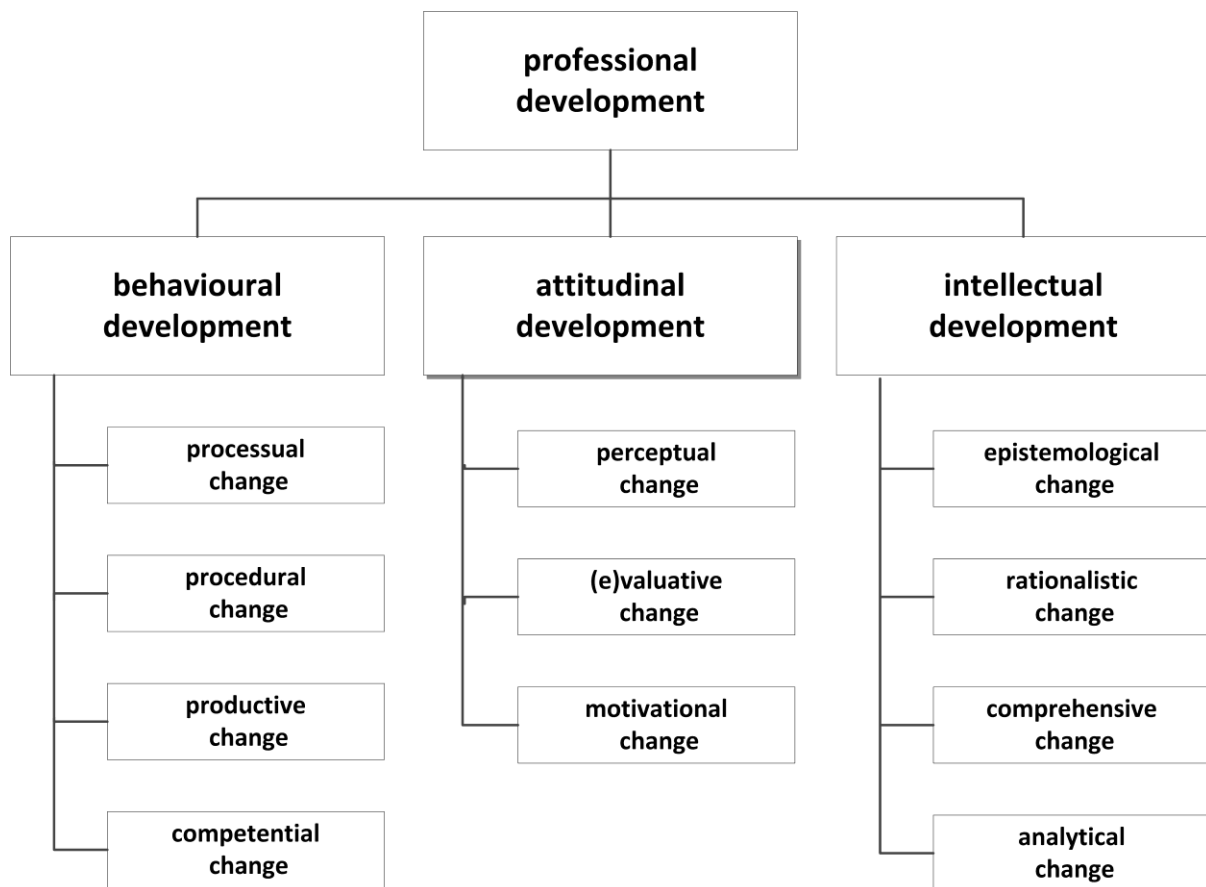 professional
development
behavioural
development
attitudinal
development
intellectual
development
processual
change
procedural
change
productive
change
competential
change
perceptual
change
(e)valuative
change
motivational
change
epistemological
change
rationalistic
change
comprehensive
change
analytical
change